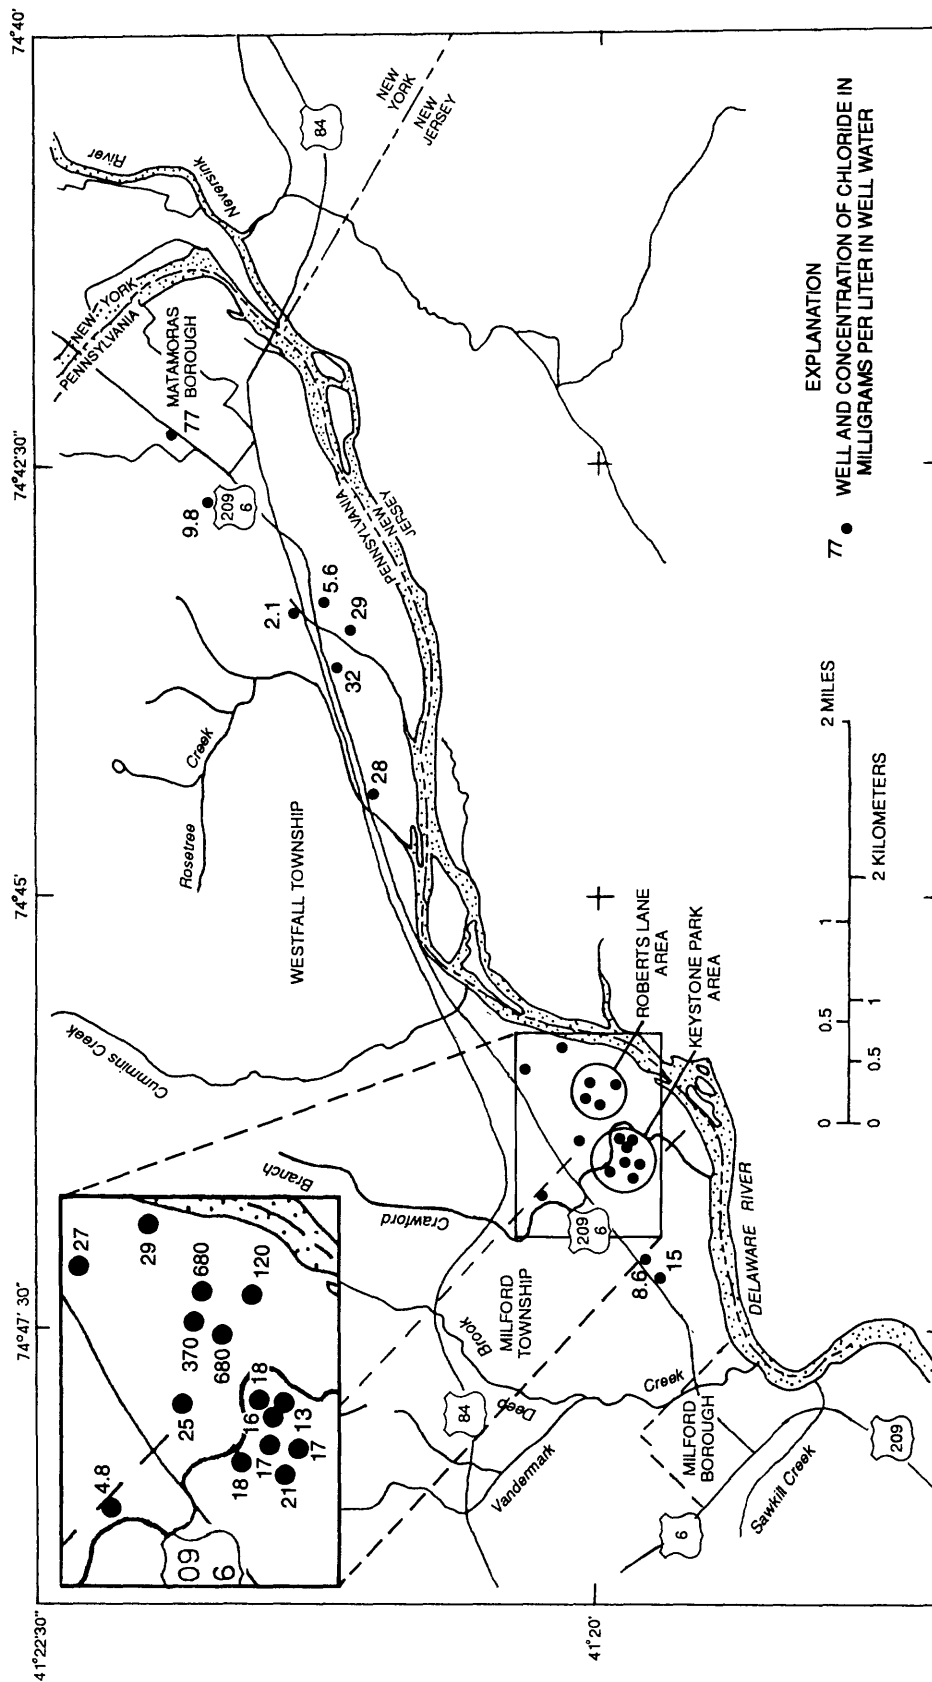 74°40'
74°42'30"
74°45'
74°47' 30"
41°22'30"
41°20'
River
Neversink
84
NEW
YORK
NEW
JERSEY
NEW YORK
PENNSYLVANIA
MATAMORAS
BOROUGH
77
9.8
209
6
2.1
5.6
29
32
28
PENNSYLVANIA
NEW
JERSEY
Rosetree
Creek
WESTFALL TOWNSHIP
Cummins Creek
ROBERTS LANE
AREA
KEYSTONE PARK
AREA
Branch
Crawford
209
6
8.6
15
MILFORD
TOWNSHIP
DELAWARE RIVER
Brook
Deep
Creek
84
Vandermark
MILFORD
BOROUGH
6
Sawkill Creek
209
27
29
680
120
370
680
25
18
16
13
4.8
18
17
17
21
09
6
EXPLANATION
77 WELL AND CONCENTRATION OF CHLORIDE IN
MILLIGRAMS PER LITER IN WELL WATER
0 0.5 1 2 MILES
0 0.5 1 2 KILOMETERS